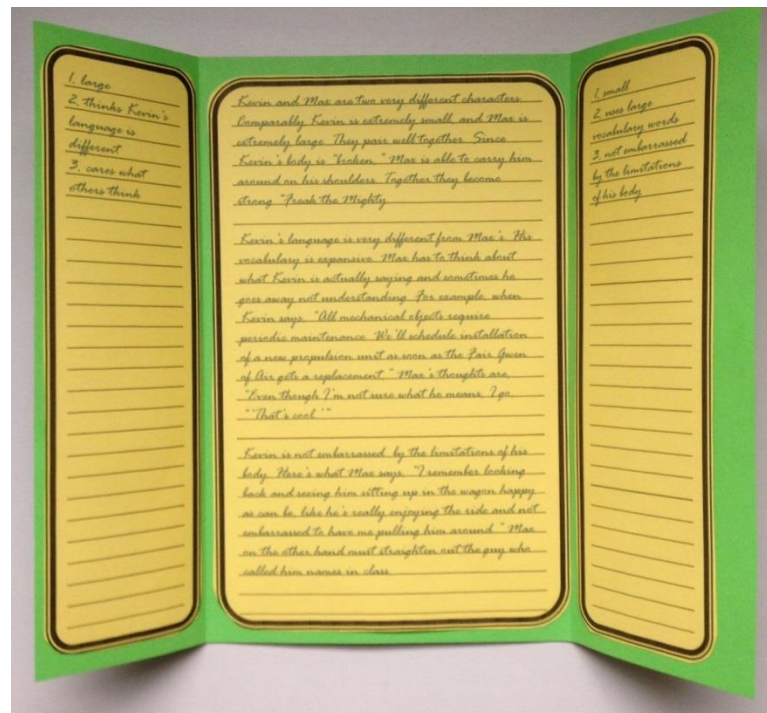 1. large
2. thinks Kevin's
language is
different
3. cares what
others think
Kevin and Max are two very different characters.
Comparably Kevin is extremely small, and Max is
extremely large. They pair well together. Since
Kevin's body is "broken," Max is able to carry him
around on his shoulders. Together they become
strong "Freak the Mighty
Kevin's language is very different from Max's. His
vocabulary is expansive. Max has to think about
what Kevin is actually saying and sometimes he
goes away not understanding. For example, when
Kevin says, "All mechanical objects require
periodic maintenance. We'll schedule installation
of a new propulsion unit as soon as the Fair Gwen
of Air gets a replacement," Max's thoughts are,
"Even though I'm not sure what he means, I go,
"'That's cool.'"
Kevin is not embarrassed by the limitations of his
body. Here's what Max says, "I remember looking
back and seeing him sitting up in the wagon happy
as can be, like he's really enjoying the ride and not
embarrassed to have me pulling him around." Max
on the other hand must straighten out the guy who
called him names in class.
1. small
2. uses large
vocabulary words
3. not embarrassed
by the limitations
of his body